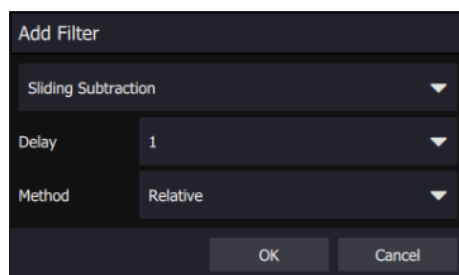 Add Filter
Sliding Subtraction
Delay 1
Method Relative
OK Cancel